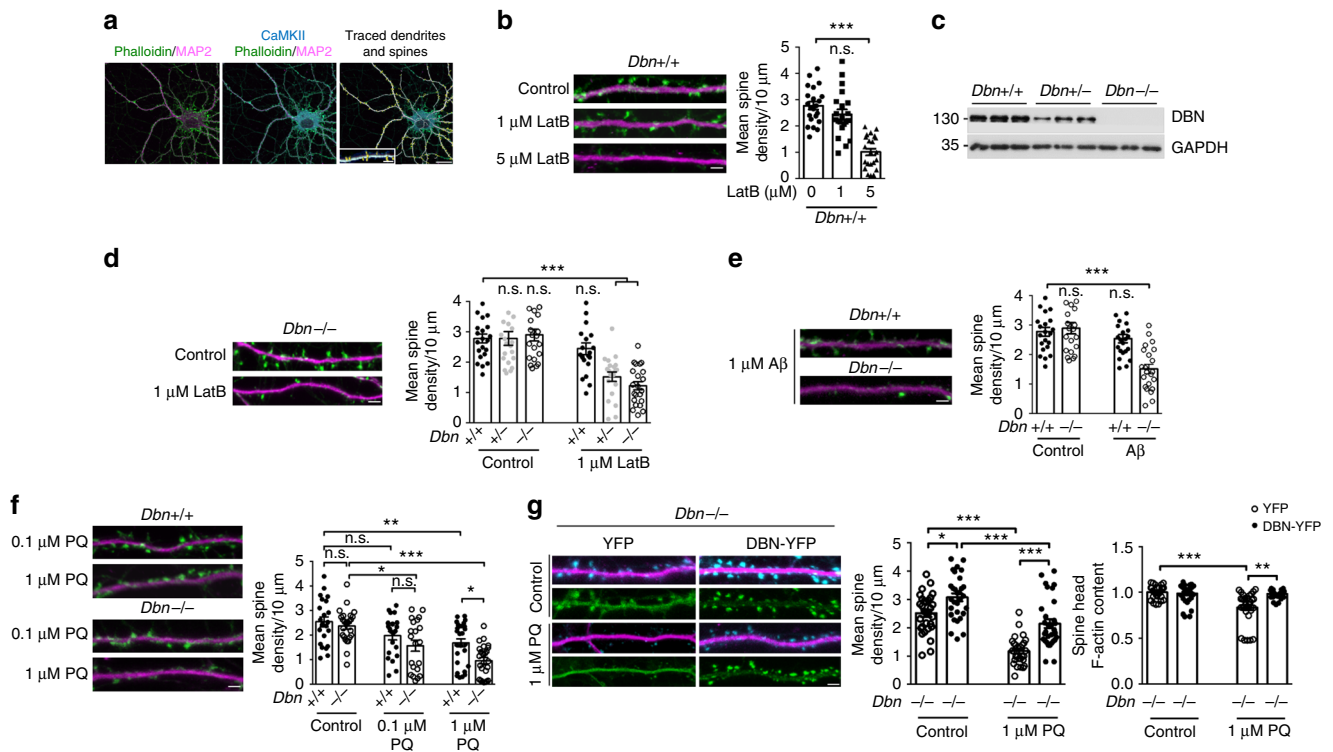 a
Phalloidin/MAP2
CaMKII
Phalloidin/MAP2
Traced dendrites
and spines
b
Dbn+/+
Control
1 µM LatB
5 µM LatB
Mean spine
density/10 µm
5
4
3
2
1
0
***
n.s.
LatB (µM) 0 1 5
Dbn+/+
c
Dbn+/+ Dbn+/− Dbn−/−
130
35
DBN
GAPDH
d
Dbn−/−
Control
1 µM LatB
Mean spine
density/10 µm
4
3
2
1
0
***
n.s. n.s. n.s.
Dbn +/+ +/− −/− +/+ +/− −/−
Control 1 µM LatB
e
1 µM Aβ
Dbn+/+
Dbn−/−
Mean spine
density/10 µm
4
3
2
1
0
***
n.s. n.s.
Dbn +/+ −/− +/+ −/−
Control Aβ
f
Dbn+/+
0.1 µM PQ
1 µM PQ
Dbn−/−
0.1 µM PQ
1 µM PQ
Mean spine
density/10 µm
5
4
3
2
1
0
**
n.s.
n.s. ***
*
n.s.
*
Dbn +/+ −/− +/+ −/− +/+ −/−
Control 0.1 µM
PQ
1 µM
PQ
g
Dbn−/−
YFP DBN-YFP
Control
1 µM PQ
Mean spine
density/10 µm
5
4
3
2
1
0
***
* ***
***
Dbn −/− −/− −/− −/−
Control 1 µM PQ
YFP
DBN-YFP
Spine head
F-actin content
1.0
0.5
1.0
0.0
***
**
−/− −/− −/− −/−
Control 1 µM PQ